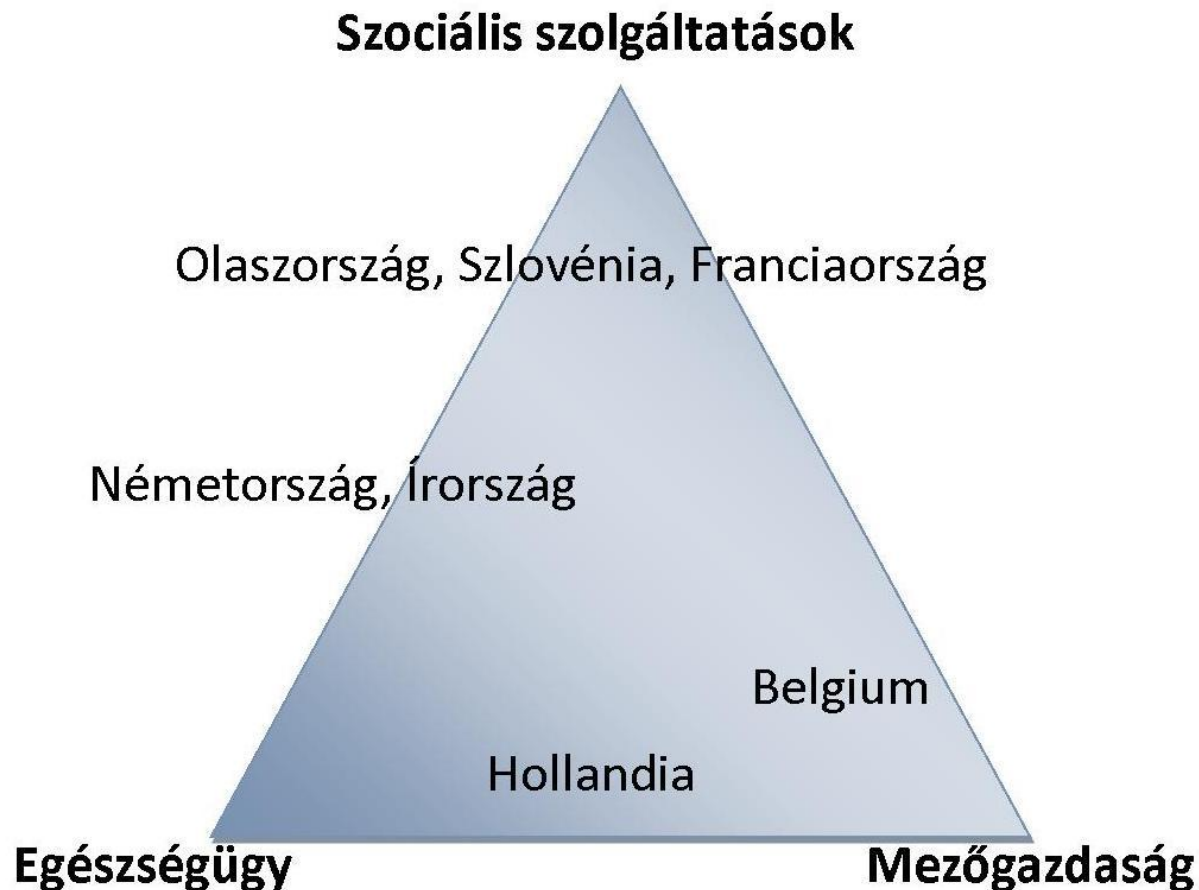 Szociális szolgáltatások
Olaszország, Szlovénia, Franciaország
Németország, Írország
Belgium
Hollandia
Egészségügy
Mezőgazdaság